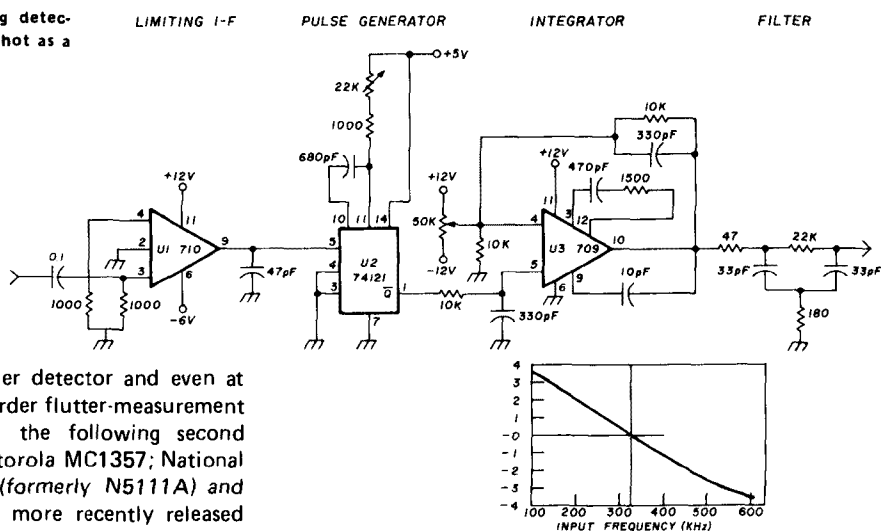 g detec-
hot as a
LIMITING I-F PULSE GENERATOR INTEGRATOR FILTER
+5V
22K
1000
680pF
10 11 14
+12V
4
11
2
U1 710
9
3
6
0.1
1000
1000
-6V
47pF
5
U2
74121
4
3
Q
1
7
+12V
50K
-12V
10K
10K
330pF
10K
330pF
470pF
1500
+12V
11
3
12
4
U3 709
10
5
6
9
10pF
47
22K
33pF
33pF
180
er detector and even at
rder flutter-measurement
the following second
torola MC1357; National
(formerly N5111A) and
more recently released
4
3
2
1
-0
-1
-2
-3
-4
100 200 300 400 500 600
INPUT FREQUENCY (KHz)